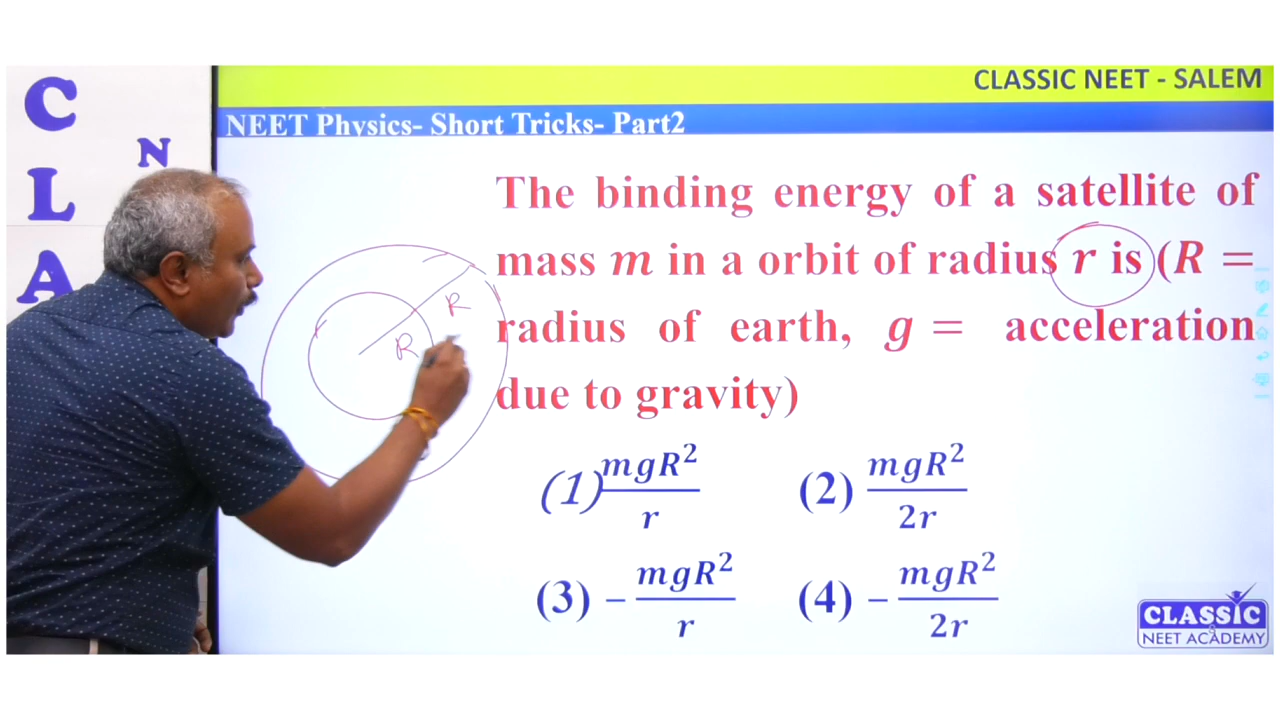 C
L
A
N
CLASSIC NEET - SALEM
NEET Physics- Short Tricks- Part2
The binding energy of a satellite of
mass m in a orbit of radius r is (R =
radius of earth, g = acceleration
due to gravity)
R
R
(1) mgR²/r (2) mgR²/2r
(3) – mgR²/r (4) – mgR²/2r
CLASSIC
NEET ACADEMY